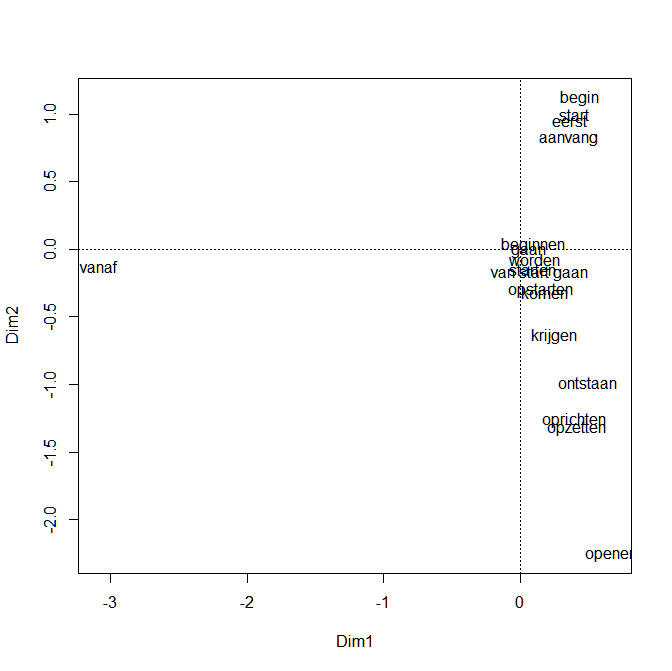 begin
start
eerst
aanvang
beginnen
gaan
vanaf
worden
starten
van start gaan
opstarten
komen
krijgen
ontstaan
oprichten
opzetten
openen
1.0
0.5
0.0
-0.5
-1.0
-1.5
-2.0
Dim2
-3 -2 -1 0
Dim1